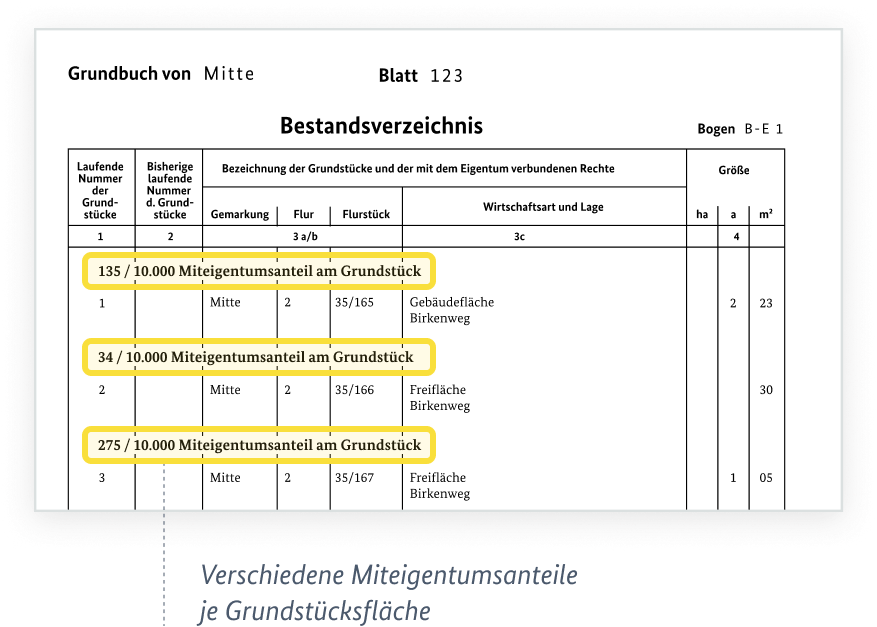 Grundbuch von Mitte Blatt 123
Bestandsverzeichnis
Bogen B-E 1
Laufende Nummer der Grund-stücke
Bisherige laufende Nummer d. Grund-stücke
Bezeichnung der Grundstücke und der mit dem Eigentum verbundenen Rechte
Größe
Gemarkung Flur Flurstück
Wirtschaftsart und Lage
ha a m²
1 2 3 a/b 3c 4
135 / 10.000 Miteigentumsanteil am Grundstück
1 Mitte 2 35/165 Gebäudefläche 2 23
Birkenweg
34 / 10.000 Miteigentumsanteil am Grundstück
2 Mitte 2 35/166 Freifläche 30
Birkenweg
275 / 10.000 Miteigentumsanteil am Grundstück
3 Mitte 2 35/167 Freifläche 1 05
Birkenweg
Verschiedene Miteigentumsanteile
je Grundstücksfläche